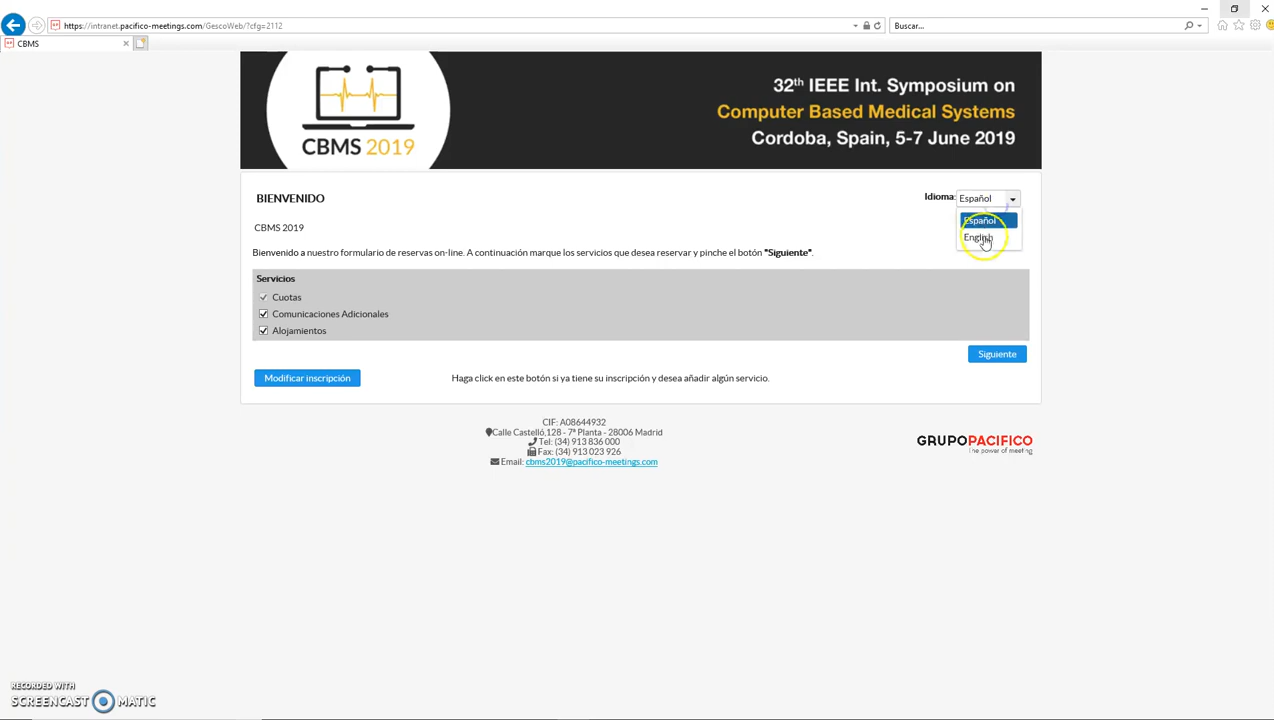 https://intranet.pacifico-meetings.com/GescoWeb/?cfg=2112
Buscar...
CBMS
CBMS 2019
32th IEEE Int. Symposium on
Computer Based Medical Systems
Cordoba, Spain, 5-7 June 2019
BIENVENIDO
Idioma: Español
Español
English
CBMS 2019
Bienvenido a nuestro formulario de reservas on-line. A continuación marque los servicios que desea reservar y pinche el botón "Siguiente".
Servicios
Cuotas
Comunicaciones Adicionales
Alojamientos
Siguiente
Modificar inscripción
Haga click en este botón si ya tiene su inscripción y desea añadir algún servicio.
CIF: A08644932
Calle Castelló,128 - 7ª Planta - 28006 Madrid
Tel: (34) 913 836 000
Fax: (34) 913 023 926
Email: cbms2019@pacifico-meetings.com
GRUPOPACIFICO
The power of meeting
RECORDED WITH
SCREENCAST MATIC